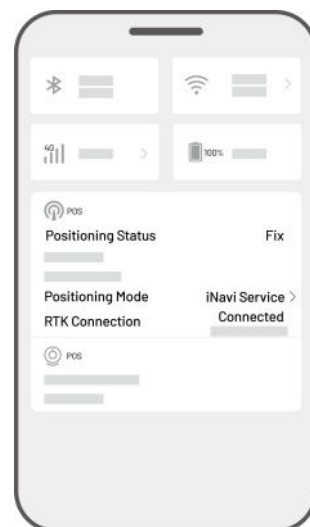 4G
100%
POS
Positioning Status Fix
Positioning Mode iNavi Service >
RTK Connection Connected
POS